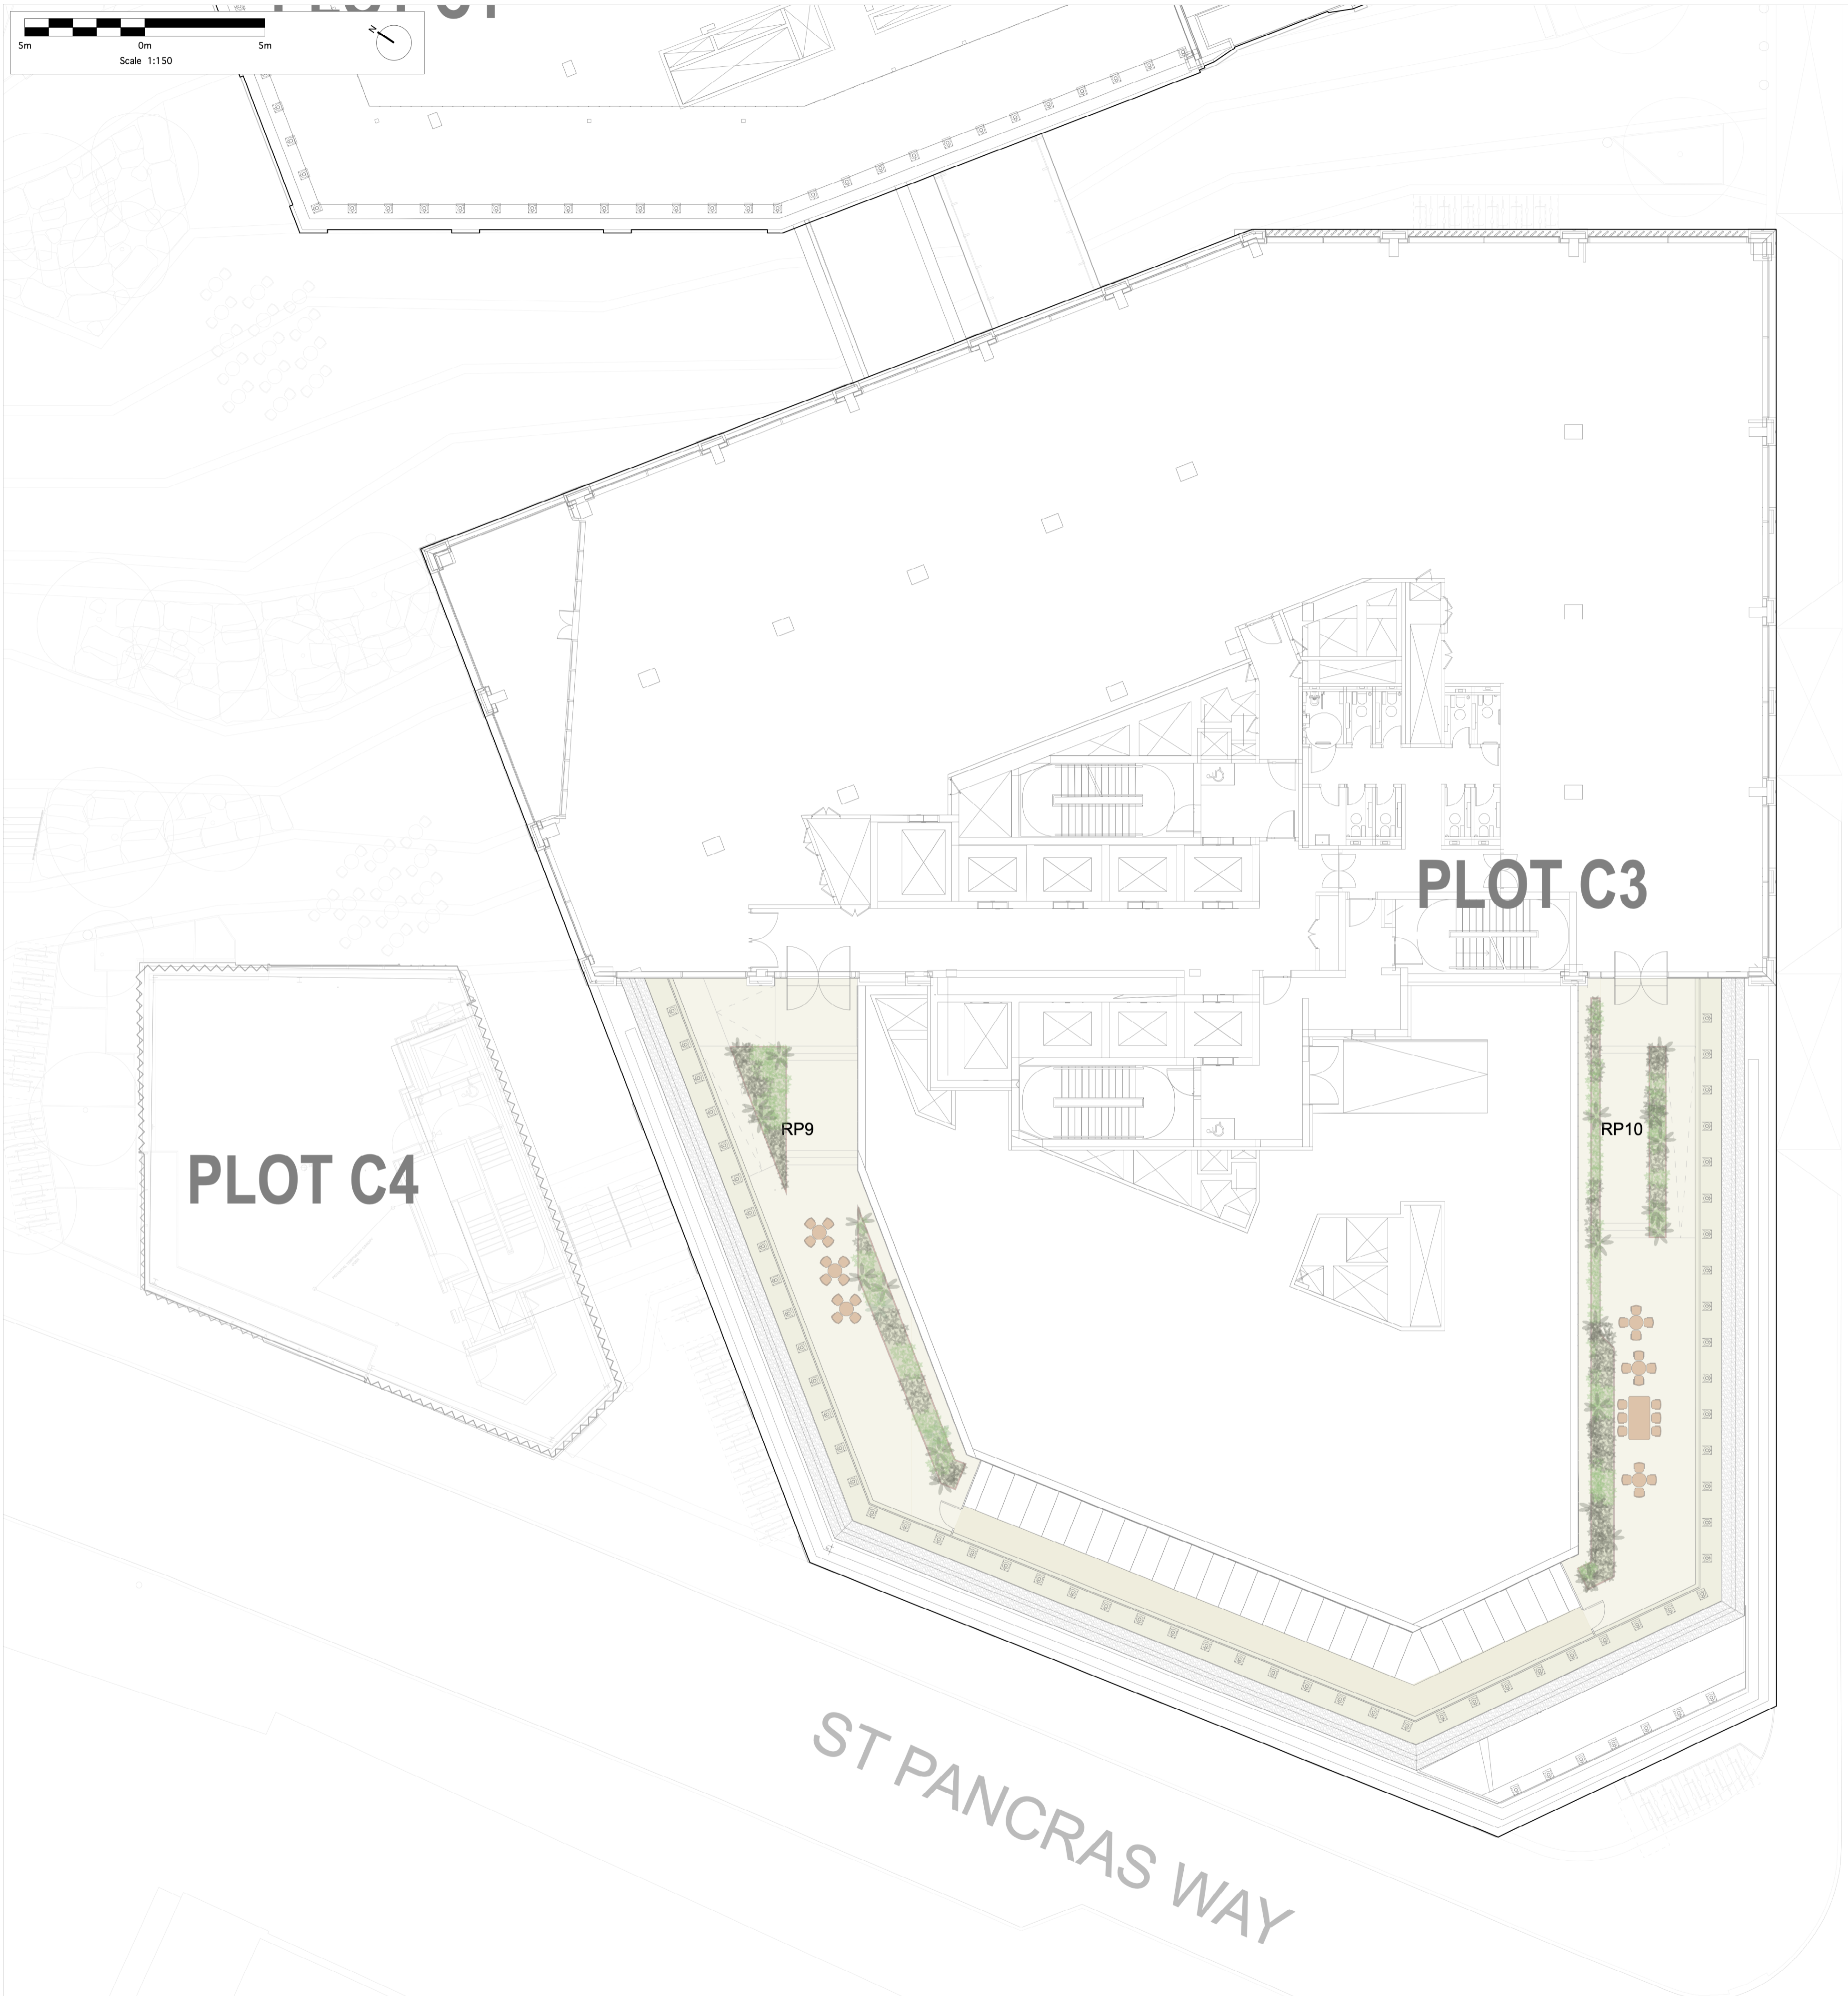 5m 0m 5m
Scale 1:150
N
PLOT C3
RP9
RP10
PLOT C4
ST PANCRAS WAY